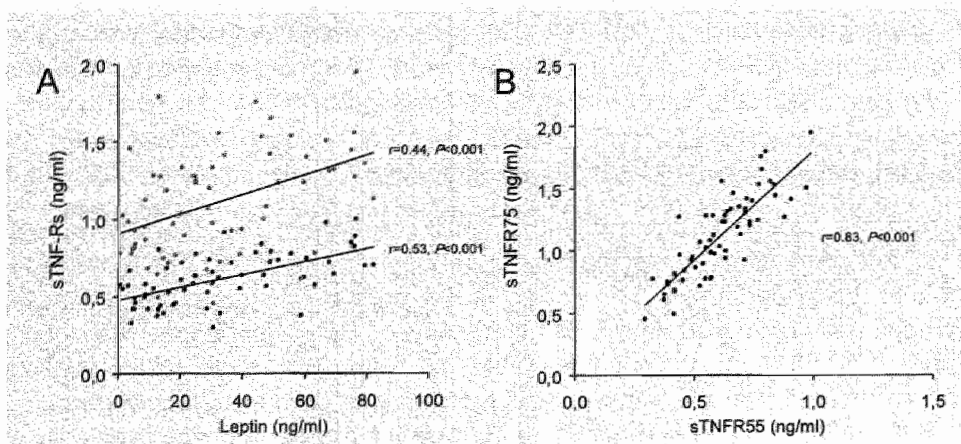 A
2,0
1,5
1,0
0,5
0,0
sTNF-Rs (ng/ml)
r=0.44, P<0.001
r=0.53, P<0.001
0 20 40 60 80 100
Leptin (ng/ml)
B
2,5
2,0
1,5
1,0
0,5
0,0
sTNFR75 (ng/ml)
r=0.83, P<0.001
0,0 0,5 1,0 1,5
sTNFR55 (ng/ml)